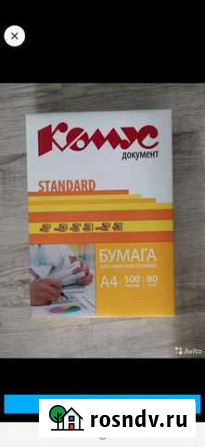 Комус
документ
STANDARD
БУМАГА
A4 500 80
Avito
rosndv.ru